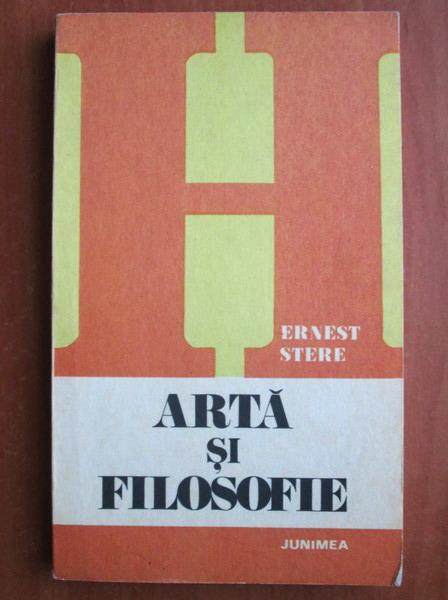 ERNEST
STERE
ARTĂ
ȘI
FILOSOFIE
JUNIMEA